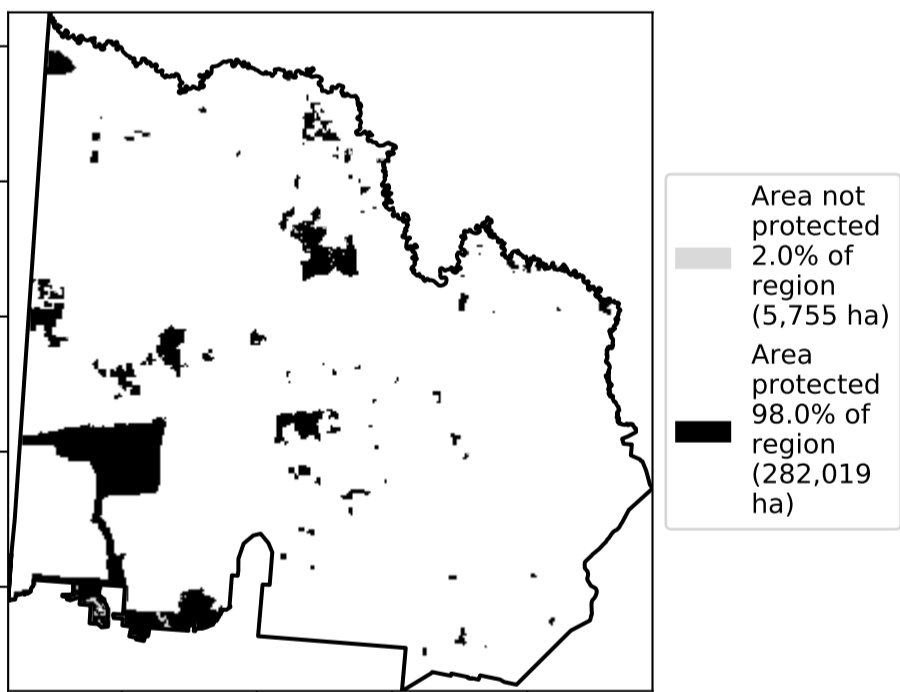 Area not
protected
2.0% of
region
(5,755 ha)
Area
protected
98.0% of
region
(282,019
ha)